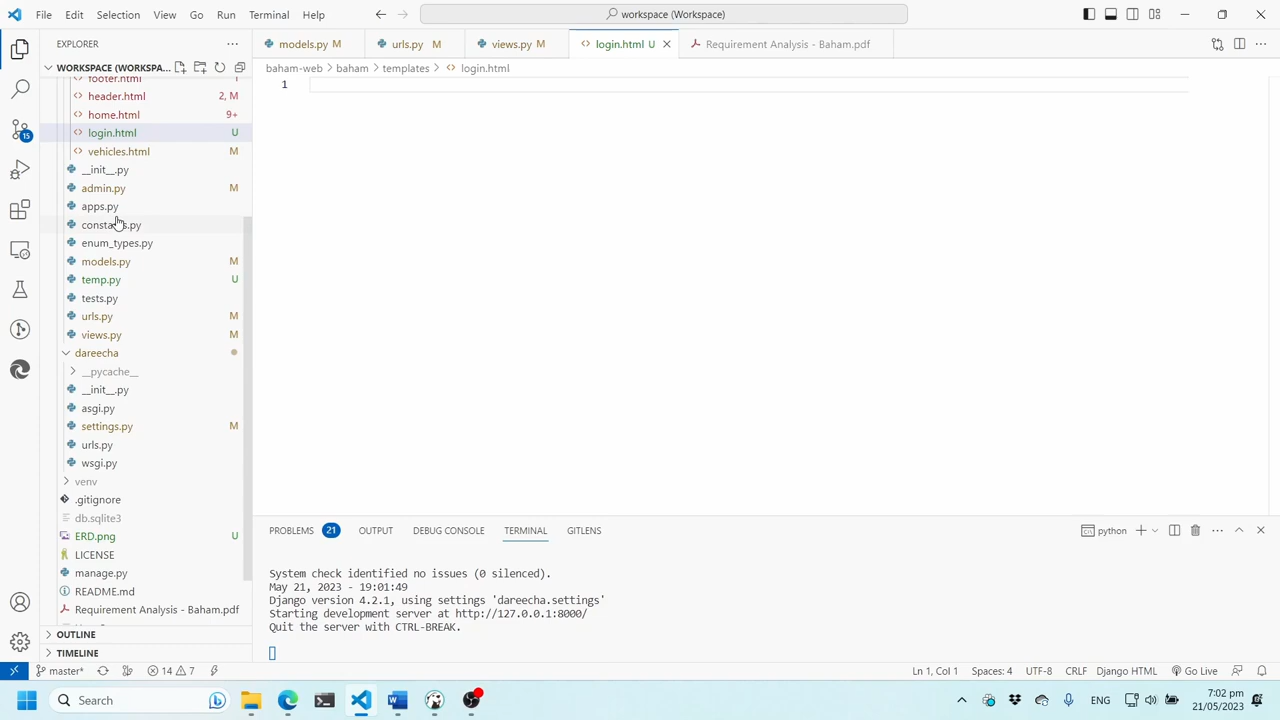 File Edit Selection View Go Run Terminal Help
workspace (Workspace)
EXPLORER
WORKSPACE (WORKSPA...
footer.html 1
header.html 2, M
home.html 9+
login.html U
vehicles.html M
__init__.py
admin.py M
apps.py
constants.py
enum_types.py
models.py M
temp.py U
tests.py
urls.py M
views.py M
dareecha
__pycache__
__init__.py
asgi.py
settings.py M
urls.py
wsgi.py
venv
.gitignore
db.sqlite3
ERD.png U
LICENSE
manage.py
README.md
Requirement Analysis - Baham.pdf
OUTLINE
TIMELINE
models.py M urls.py M views.py M login.html U Requirement Analysis - Baham.pdf
baham-web > baham > templates > login.html
1
PROBLEMS 21 OUTPUT DEBUG CONSOLE TERMINAL GITLENS
python
System check identified no issues (0 silenced).
May 21, 2023 - 19:01:49
Django version 4.2.1, using settings 'dareecha.settings'
Starting development server at http://127.0.0.1:8000/
Quit the server with CTRL-BREAK.
15
master* 14 7
Ln 1, Col 1 Spaces: 4 UTF-8 CRLF Django HTML Go Live
Search
ENG
7:02 pm
21/05/2023